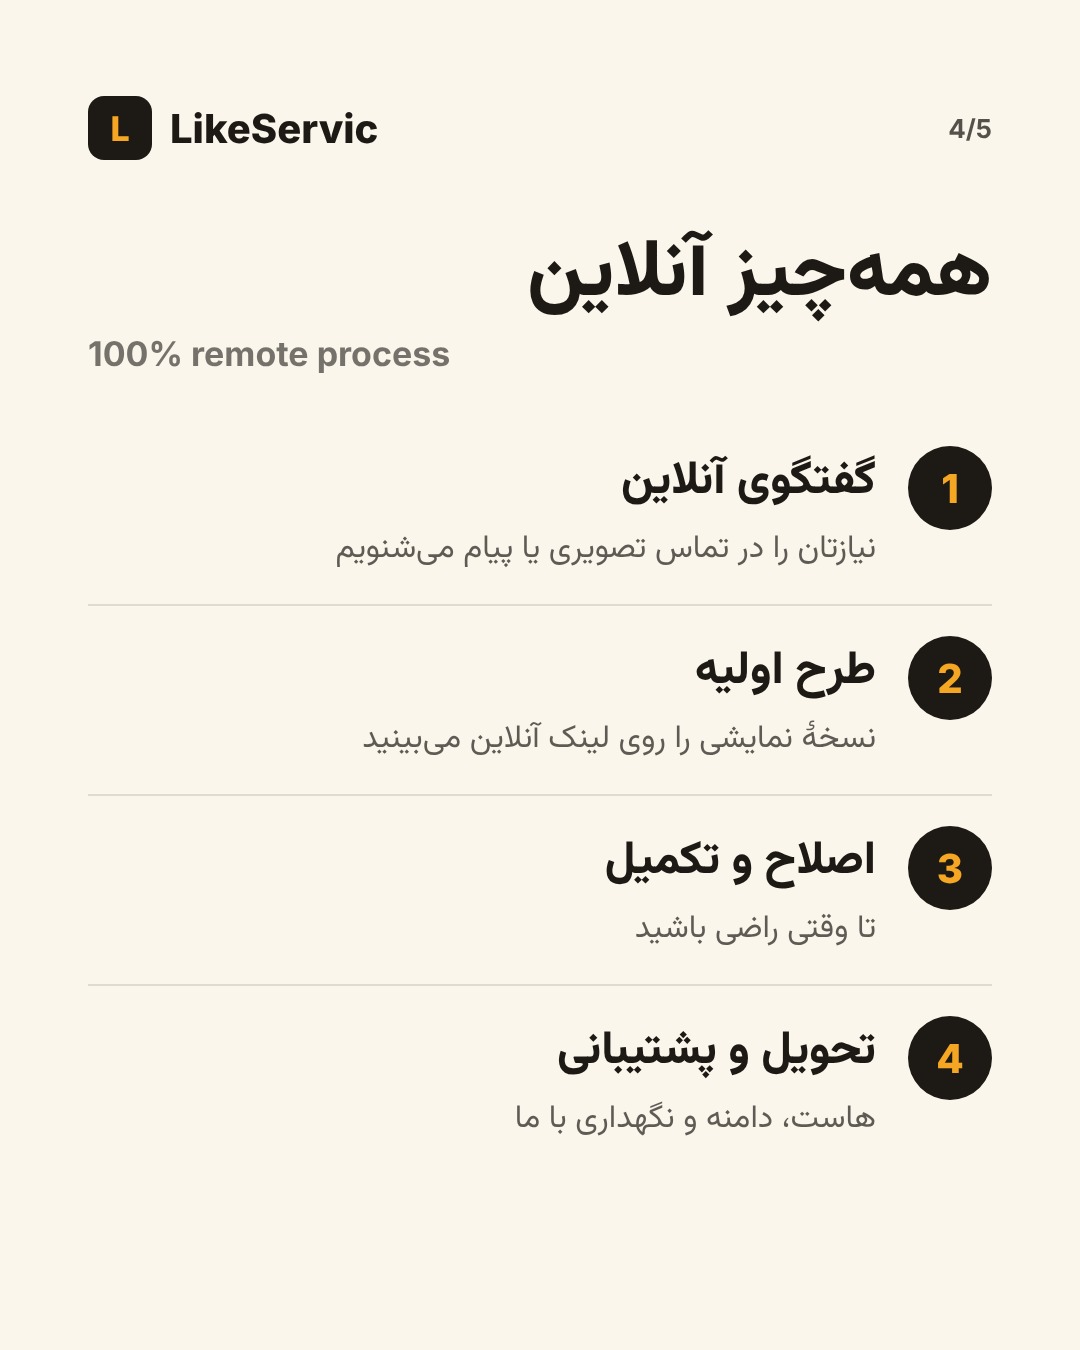 L LikeServic
4/5
همه‌چیز آنلاین
100% remote process
1
گفتگوی آنلاین
نیازتان را در تماس تصویری یا پیام می‌شنویم
2
طرح اولیه
نسخهٔ نمایشی را روی لینک آنلاین می‌بینید
3
اصلاح و تکمیل
تا وقتی راضی باشید
4
تحویل و پشتیبانی
هاست، دامنه و نگهداری با ما